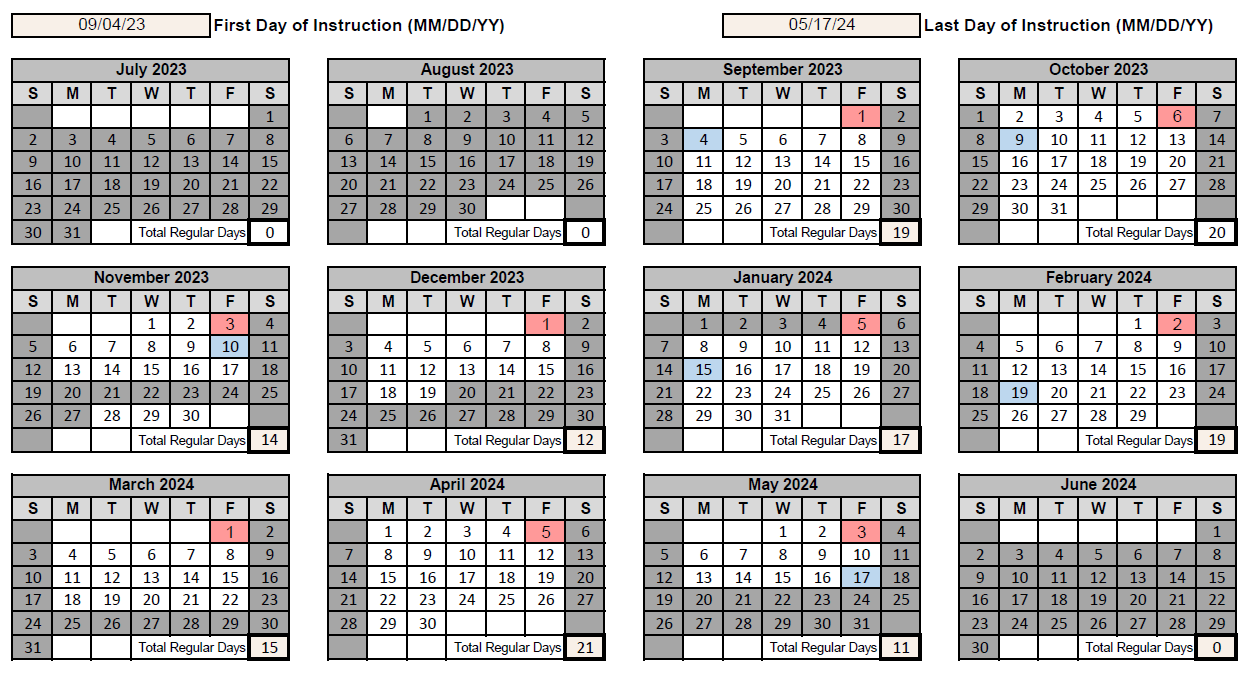 09/04/23 First Day of Instruction (MM/DD/YY) 05/17/24 Last Day of Instruction (MM/DD/YY)
July 2023
S M T W T F S
1
2 3 4 5 6 7 8
9 10 11 12 13 14 15
16 17 18 19 20 21 22
23 24 25 26 27 28 29
30 31 Total Regular Days 0
August 2023
S M T W T F S
1 2 3 4 5
6 7 8 9 10 11 12
13 14 15 16 17 18 19
20 21 22 23 24 25 26
27 28 29 30
Total Regular Days 0
September 2023
S M T W T F S
1 2
3 4 5 6 7 8 9
10 11 12 13 14 15 16
17 18 19 20 21 22 23
24 25 26 27 28 29 30
Total Regular Days 19
October 2023
S M T W T F S
1 2 3 4 5 6 7
8 9 10 11 12 13 14
15 16 17 18 19 20 21
22 23 24 25 26 27 28
29 30 31
Total Regular Days 20
November 2023
S M T W T F S
1 2 3 4
5 6 7 8 9 10 11
12 13 14 15 16 17 18
19 20 21 22 23 24 25
26 27 28 29 30
Total Regular Days 14
December 2023
S M T W T F S
1 2
3 4 5 6 7 8 9
10 11 12 13 14 15 16
17 18 19 20 21 22 23
24 25 26 27 28 29 30
31 Total Regular Days 12
January 2024
S M T W T F S
1 2 3 4 5 6
7 8 9 10 11 12 13
14 15 16 17 18 19 20
21 22 23 24 25 26 27
28 29 30 31
Total Regular Days 17
February 2024
S M T W T F S
1 2 3
4 5 6 7 8 9 10
11 12 13 14 15 16 17
18 19 20 21 22 23 24
25 26 27 28 29
Total Regular Days 19
March 2024
S M T W T F S
1 2
3 4 5 6 7 8 9
10 11 12 13 14 15 16
17 18 19 20 21 22 23
24 25 26 27 28 29 30
31 Total Regular Days 15
April 2024
S M T W T F S
1 2 3 4 5 6
7 8 9 10 11 12 13
14 15 16 17 18 19 20
21 22 23 24 25 26 27
28 29 30
Total Regular Days 21
May 2024
S M T W T F S
1 2 3 4
5 6 7 8 9 10 11
12 13 14 15 16 17 18
19 20 21 22 23 24 25
26 27 28 29 30 31
Total Regular Days 11
June 2024
S M T W T F S
1
2 3 4 5 6 7 8
9 10 11 12 13 14 15
16 17 18 19 20 21 22
23 24 25 26 27 28 29
30 Total Regular Days 0